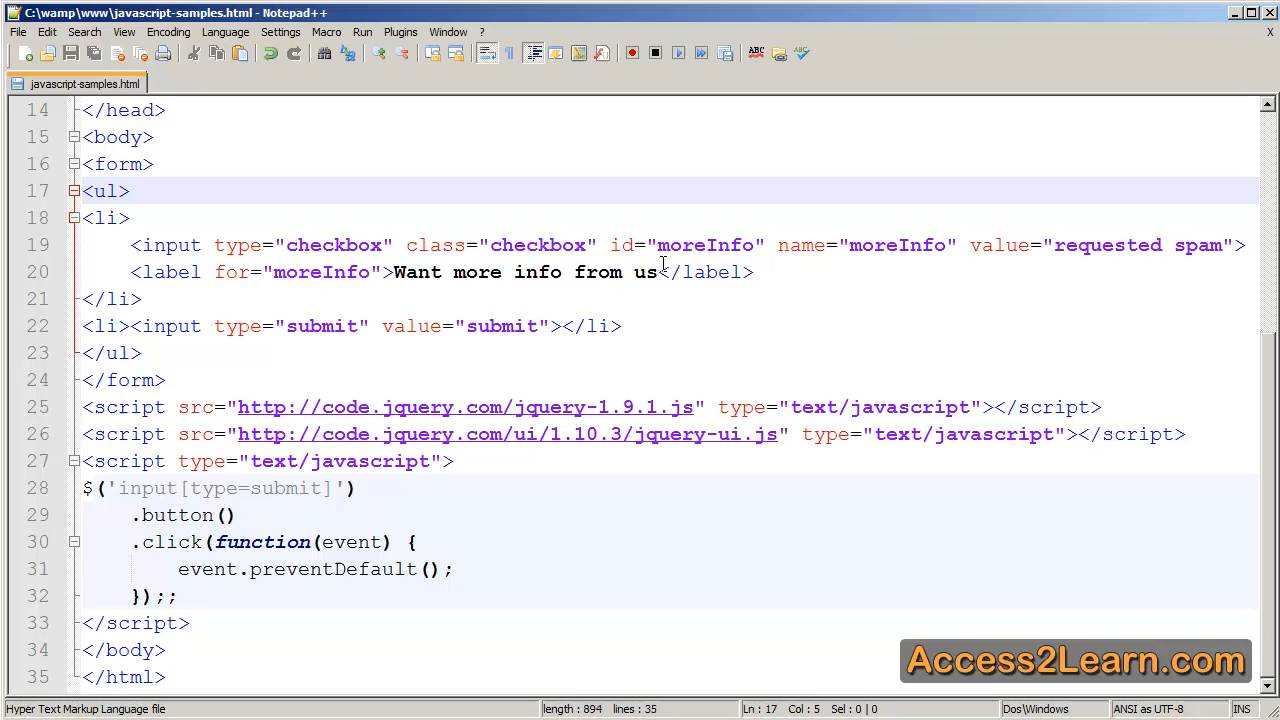 C:\wamp\www\javascript-samples.html - Notepad++
File Edit Search View Encoding Language Settings Macro Run Plugins Window ? X
ABC ABC
javascript-samples.html
14 </head>
15 <body>
16 <form>
17 <ul>
18 <li>
19 <input type="checkbox" class="checkbox" id="moreInfo" name="moreInfo" value="requested spam">
20 <label for="moreInfo">Want more info from us</label>
21 </li>
22 <li><input type="submit" value="submit"></li>
23 </ul>
24 </form>
25 <script src="http://code.jquery.com/jquery-1.9.1.js" type="text/javascript"></script>
26 <script src="http://code.jquery.com/ui/1.10.3/jquery-ui.js" type="text/javascript"></script>
27 <script type="text/javascript">
28 $('input[type=submit]')
29 .button()
30 .click(function(event) {
31 event.preventDefault();
32 });;
33 </script>
34 </body>
35 </html>
Access2Learn.com
Hyper Text Markup Language file length : 894 lines : 35 Ln : 17 Col : 5 Sel : 0 | 0 Dos\Windows ANSI as UTF-8 INS